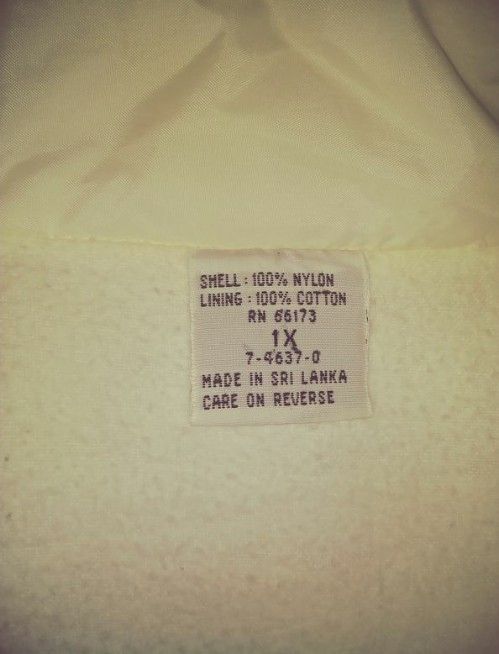 SHELL : 100% NYLON
LINING : 100% COTTON
RN 66173
1X
7-4637-0
MADE IN SRI LANKA
CARE ON REVERSE